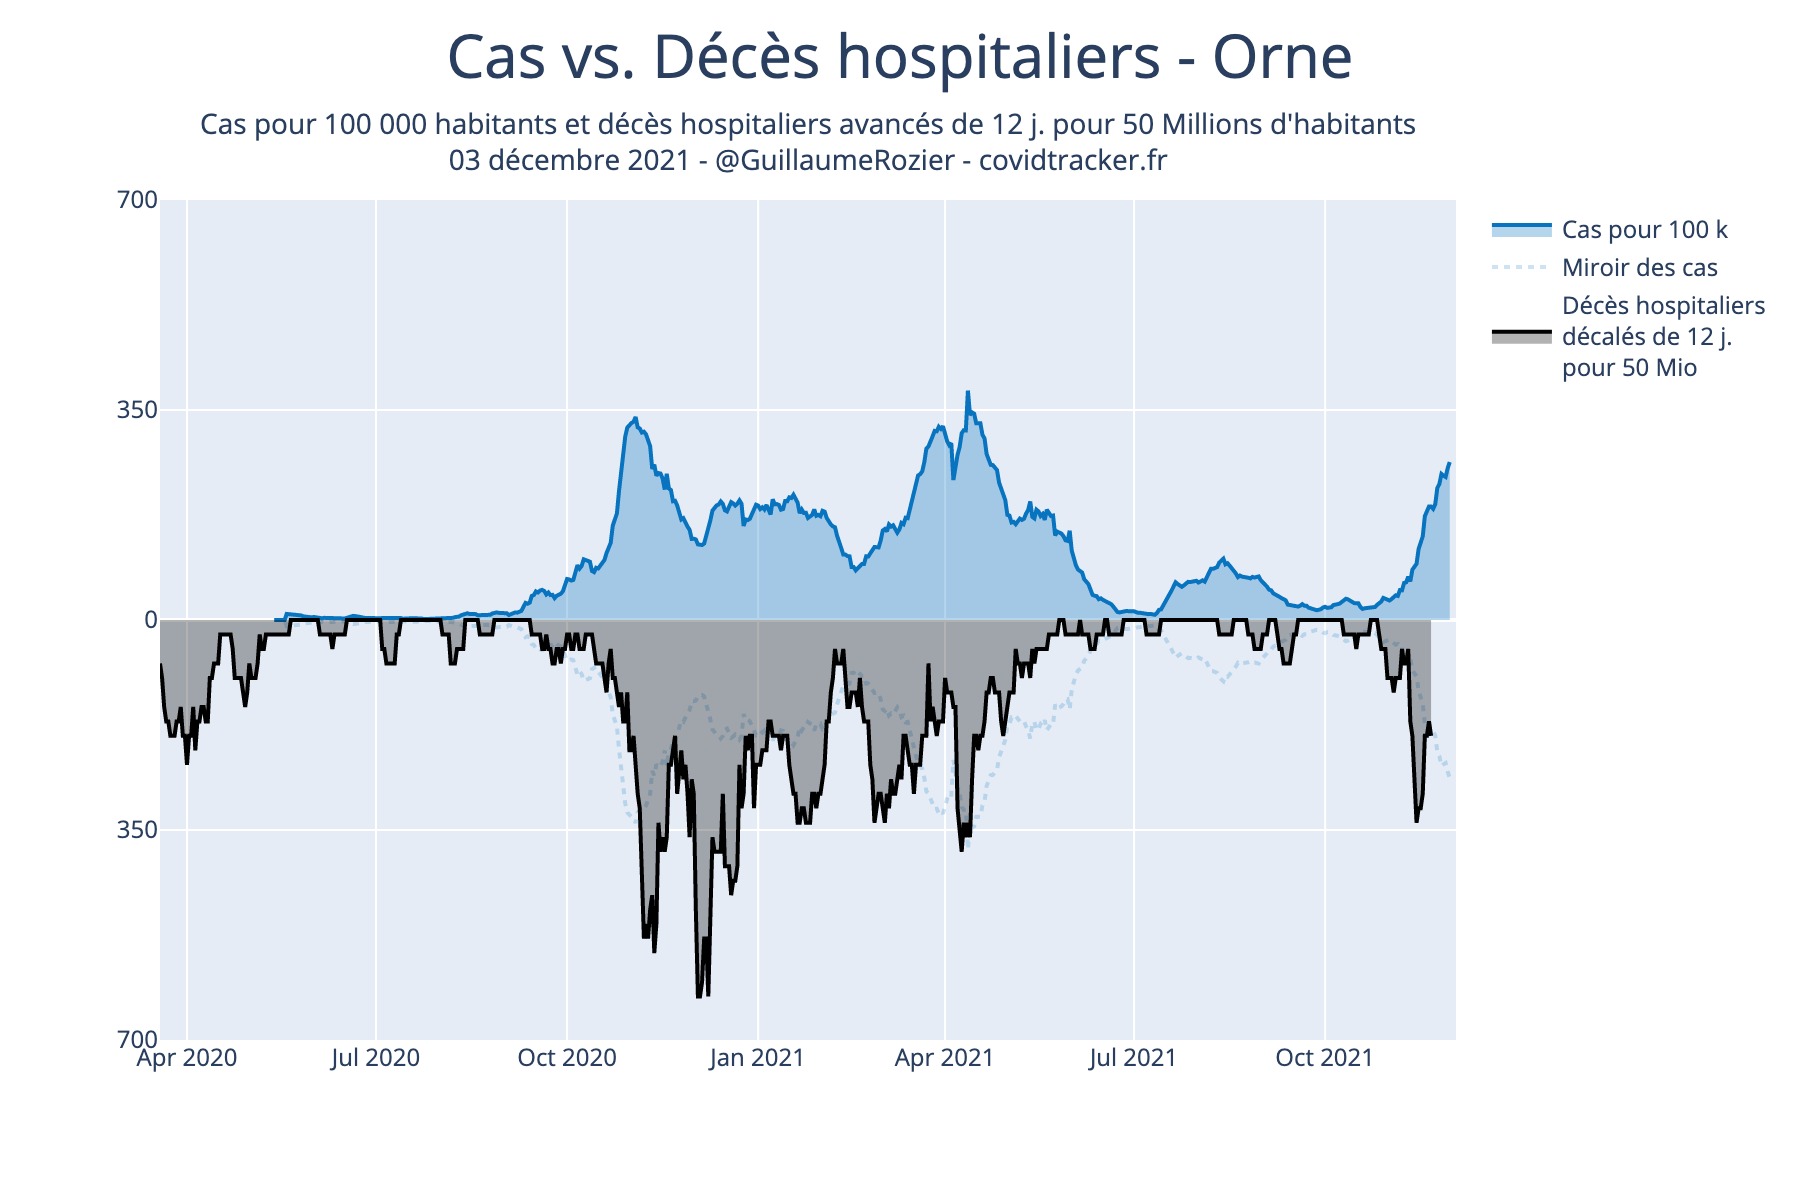 Cas vs. Décès hospitaliers - Orne
Cas pour 100 000 habitants et décès hospitaliers avancés de 12 j. pour 50 Millions d'habitants
03 décembre 2021 - @GuillaumeRozier - covidtracker.fr
700
350
0
350
700
Apr 2020
Jul 2020
Oct 2020
Jan 2021
Apr 2021
Jul 2021
Oct 2021
Cas pour 100 k
Miroir des cas
Décès hospitaliers
décalés de 12 j.
pour 50 Mio